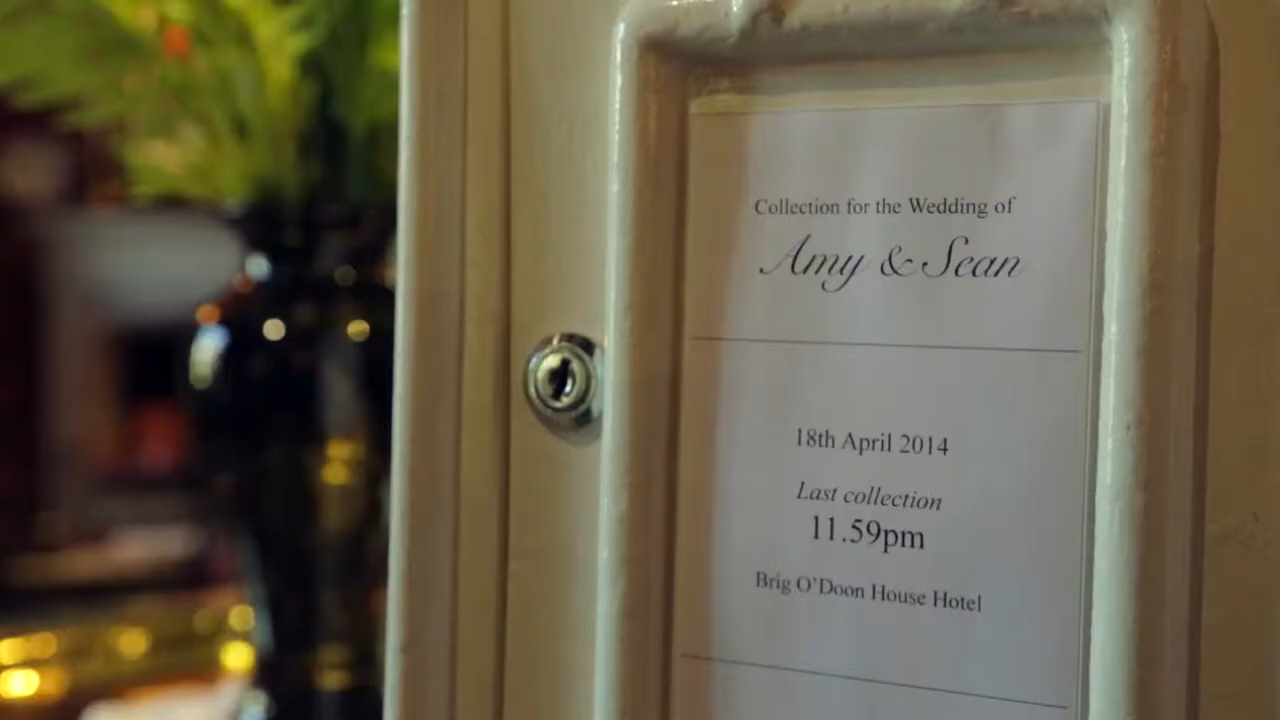 Collection for the Wedding of
Amy & Sean
18th April 2014
Last collection
11.59pm
Brig O'Doon House Hotel